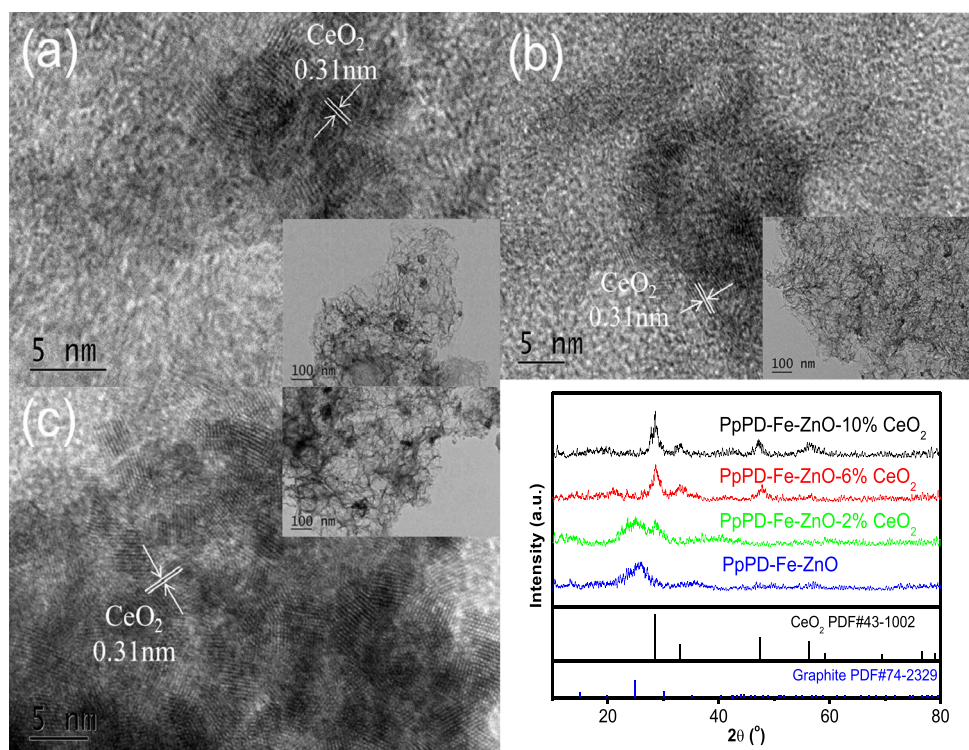 (a)
CeO₂
0.31nm
5 nm
100 nm
(b)
CeO₂
0.31nm
5 nm
100 nm
(c)
CeO₂
0.31nm
5 nm
100 nm
PpPD-Fe-ZnO-10% CeO₂
PpPD-Fe-ZnO-6% CeO₂
PpPD-Fe-ZnO-2% CeO₂
PpPD-Fe-ZnO
CeO₂ PDF#43-1002
Graphite PDF#74-2329
Intensity (a.u.)
20 40 60 80
2θ (°)